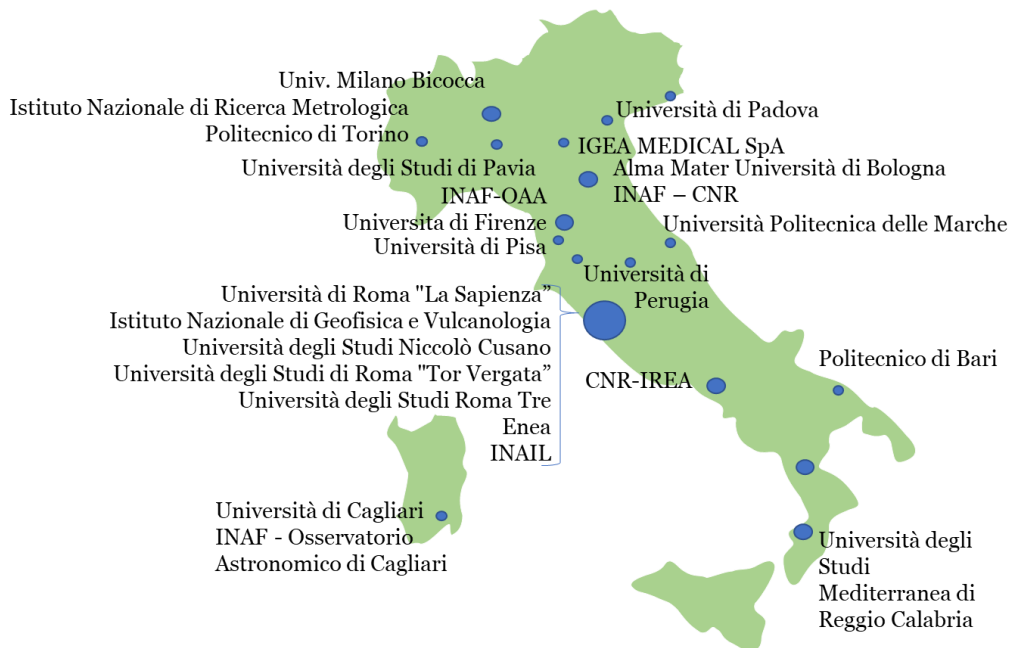 Univ. Milano Bicocca
Istituto Nazionale di Ricerca Metrologica
Politecnico di Torino
Università degli Studi di Pavia
INAF-OAA
Universita di Firenze
Università di Pisa
Università di Padova
IGEA MEDICAL SpA
Alma Mater Università di Bologna
INAF – CNR
Università Politecnica delle Marche
Università di
Perugia
Università di Roma "La Sapienza”
Istituto Nazionale di Geofisica e Vulcanologia
Università degli Studi Niccolò Cusano
Università degli Studi di Roma "Tor Vergata”
Università degli Studi Roma Tre
Enea
INAIL
CNR-IREA
Politecnico di Bari
Università di Cagliari
INAF - Osservatorio
Astronomico di Cagliari
Università degli
Studi
Mediterranea di
Reggio Calabria